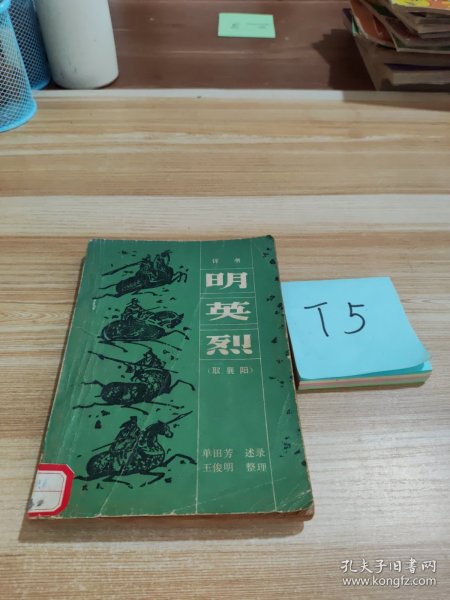 评书
明
英
烈
(取襄阳)
单田芳 述录
王俊明 整理
T5
孔夫子旧书网
www.kongfz.com